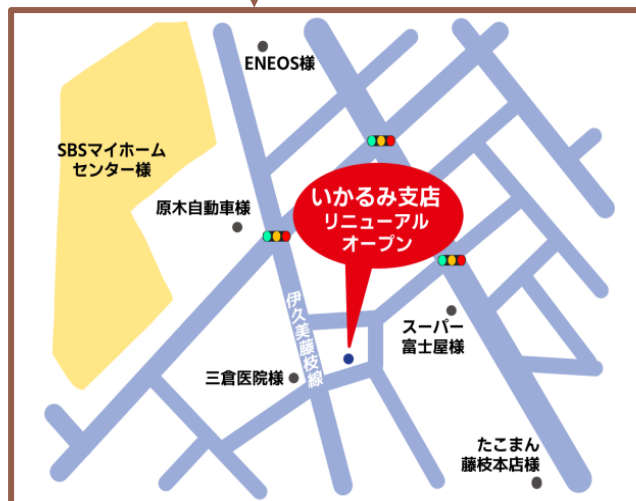 ENEOS様
SBSマイホーム
センター様
原木自動車様
いかるみ支店
リニューアル
オープン
伊久美藤枝線
スーパー
富士屋様
三倉医院様
たこまん
藤枝本店様